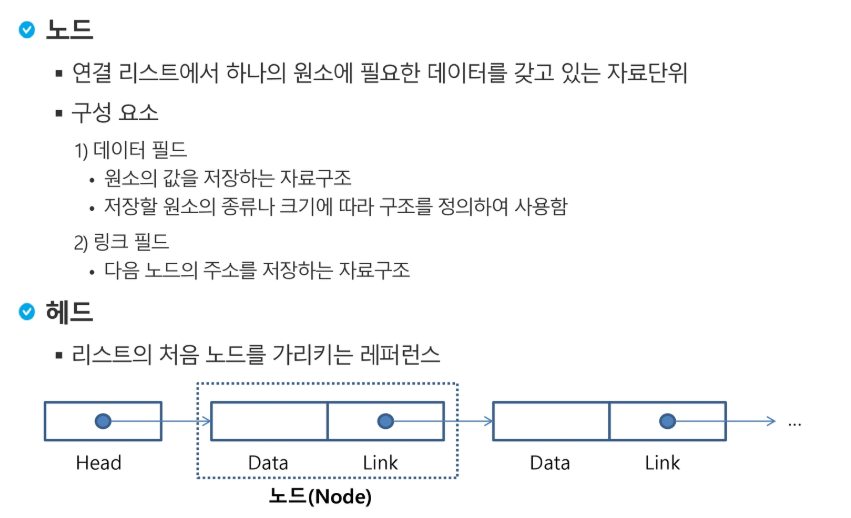 노드
연결 리스트에서 하나의 원소에 필요한 데이터를 갖고 있는 자료단위
구성 요소
1) 데이터 필드
• 원소의 값을 저장하는 자료구조
• 저장할 원소의 종류나 크기에 따라 구조를 정의하여 사용함
2) 링크 필드
• 다음 노드의 주소를 저장하는 자료구조
헤드
리스트의 처음 노드를 가리키는 레퍼런스
...
Head Data Link Data Link
노드(Node)